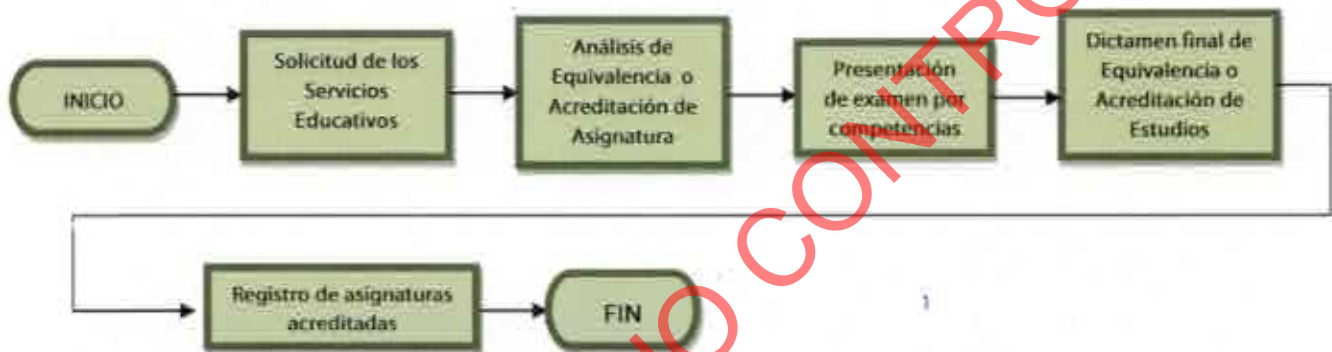 INICIO
Solicitud de los
Servicios
Educativos
Análisis de
Equivalencia o
Acreditación de
Asignatura
Presentación
de examen por
competencias
Dictamen final de
Equivalencia o
Acreditación de
Estudios
Registro de asignaturas
acreditadas
FIN
1